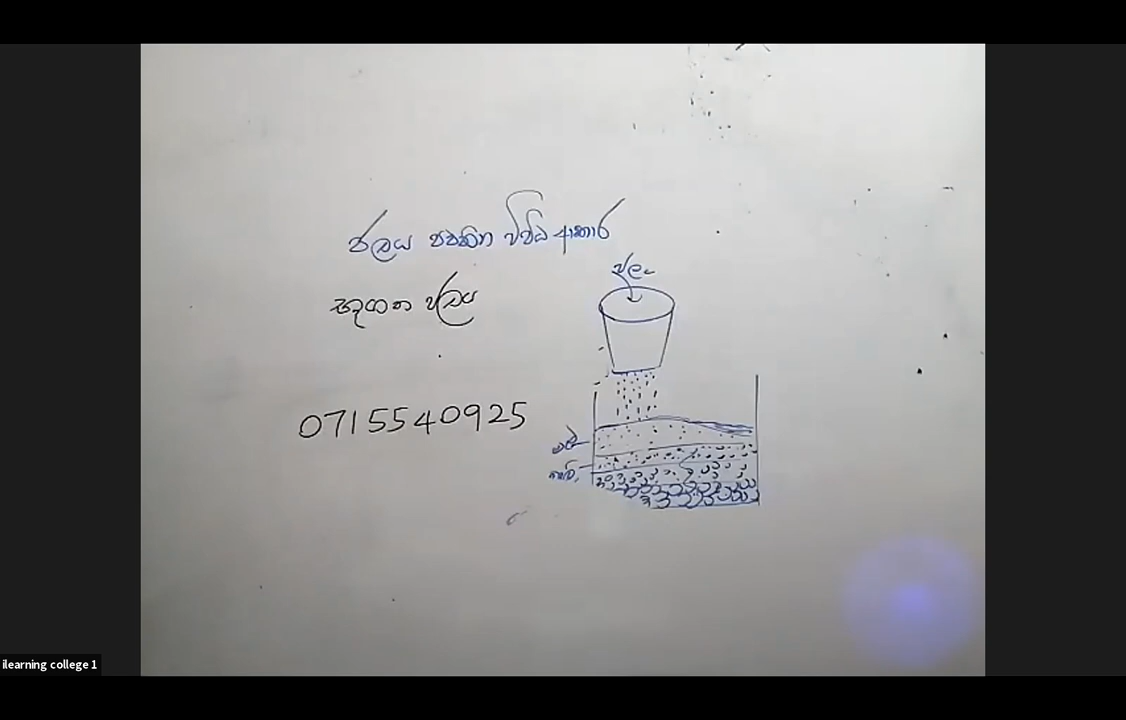 ජලය පවතින විවිධ ආකාර
භූගත ජලය
ජලය
0715540925
වැලි
ilearning college 1